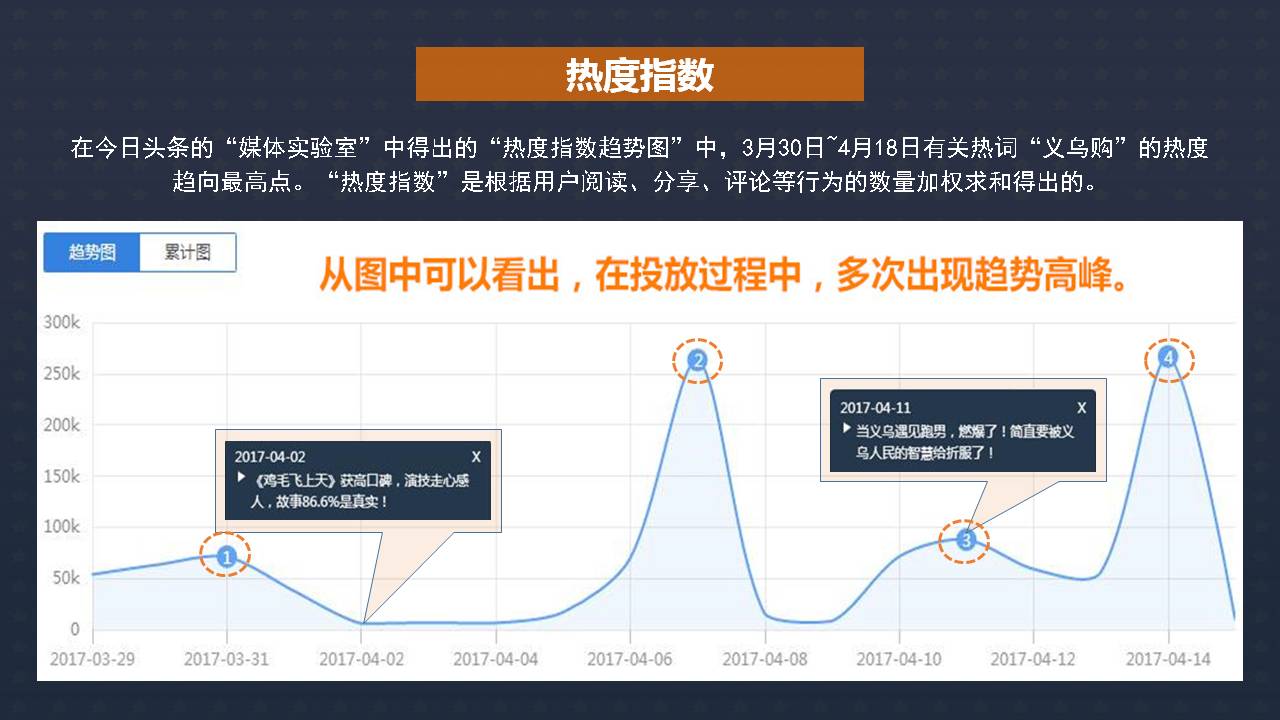 热度指数
在今日头条的“媒体实验室”中得出的“热度指数趋势图”中，3月30日~4月18日有关热词“义乌购”的热度
趋向最高点。“热度指数”是根据用户阅读、分享、评论等行为的数量加权求和得出的。
趋势图 累计图
从图中可以看出，在投放过程中，多次出现趋势高峰。
300k
250k
200k
150k
100k
50k
0
2
4
2017-04-11 X
当义乌遇见跑男，燃爆了！简直要被义
乌人民的智慧给折服了！
2017-04-02 X
《鸡毛飞上天》获高口碑，演技走心感
人，故事86.6%是真实！
1
3
2017-03-29 2017-03-31 2017-04-02 2017-04-04 2017-04-06 2017-04-08 2017-04-10 2017-04-12 2017-04-14